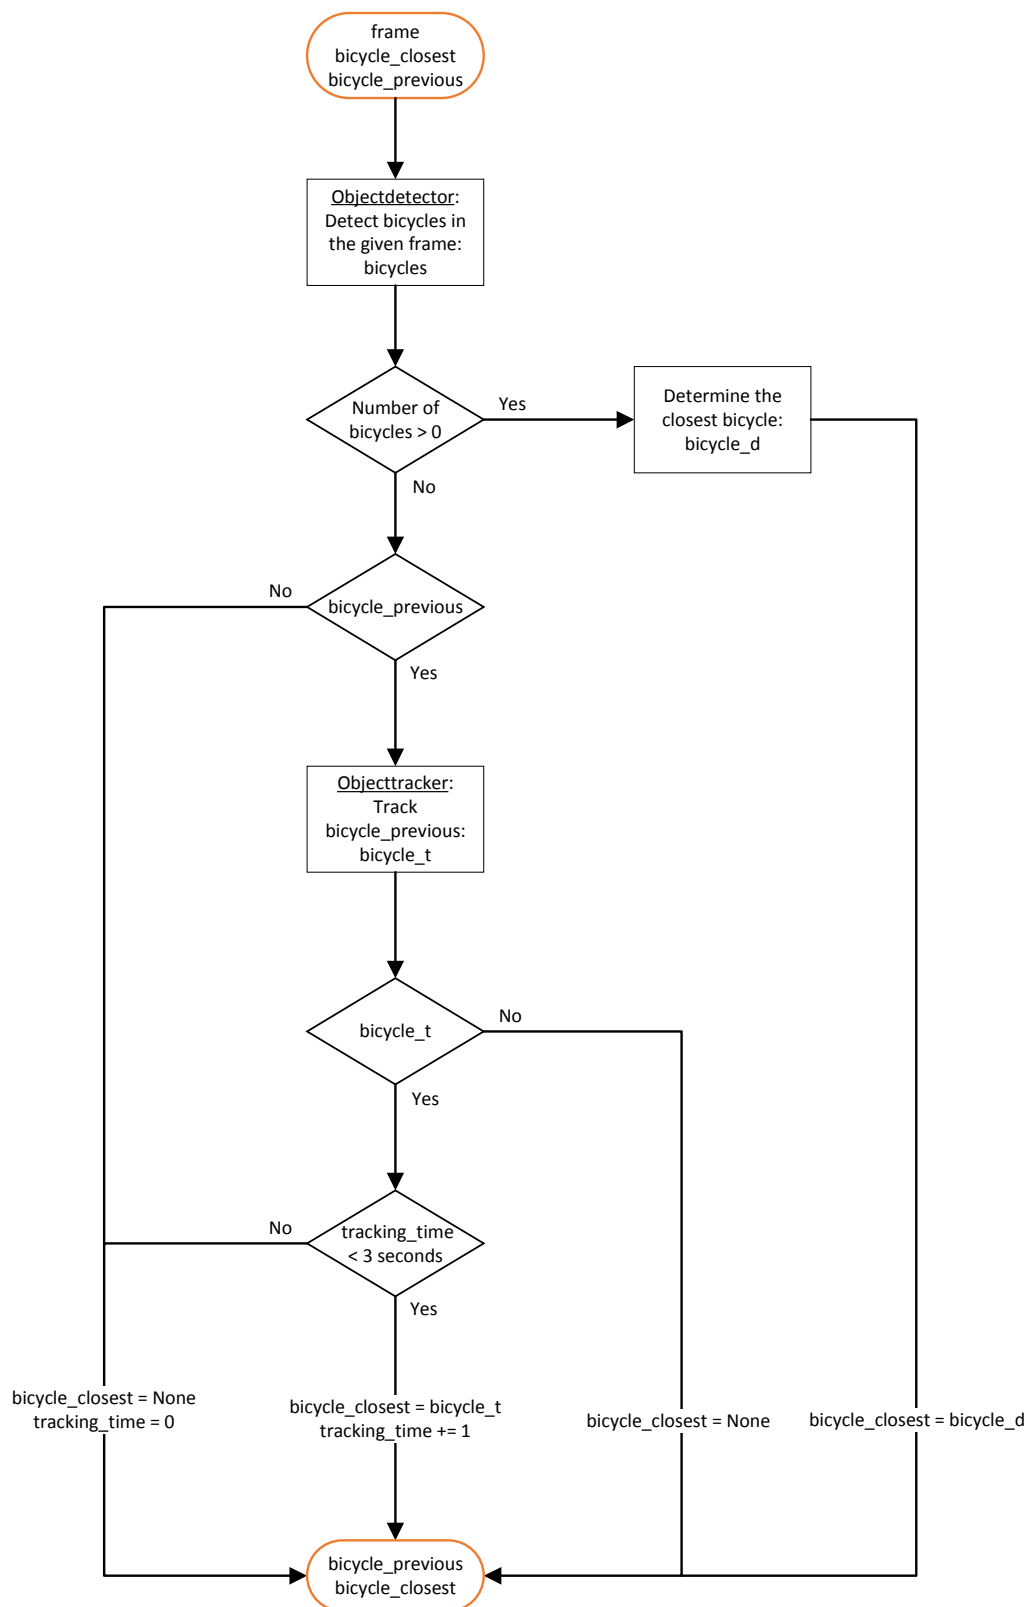 frame
bicycle_closest
bicycle_previous
Objectdetector:
Detect bicycles in
the given frame:
bicycles
Number of
bicycles > 0
Yes
Determine the
closest bicycle:
bicycle_d
No
No
bicycle_previous
Yes
Objecttracker:
Track
bicycle_previous:
bicycle_t
bicycle_t
No
Yes
No
tracking_time
< 3 seconds
Yes
bicycle_closest = None
tracking_time = 0
bicycle_closest = bicycle_t
tracking_time += 1
bicycle_closest = None
bicycle_closest = bicycle_d
bicycle_previous
bicycle_closest